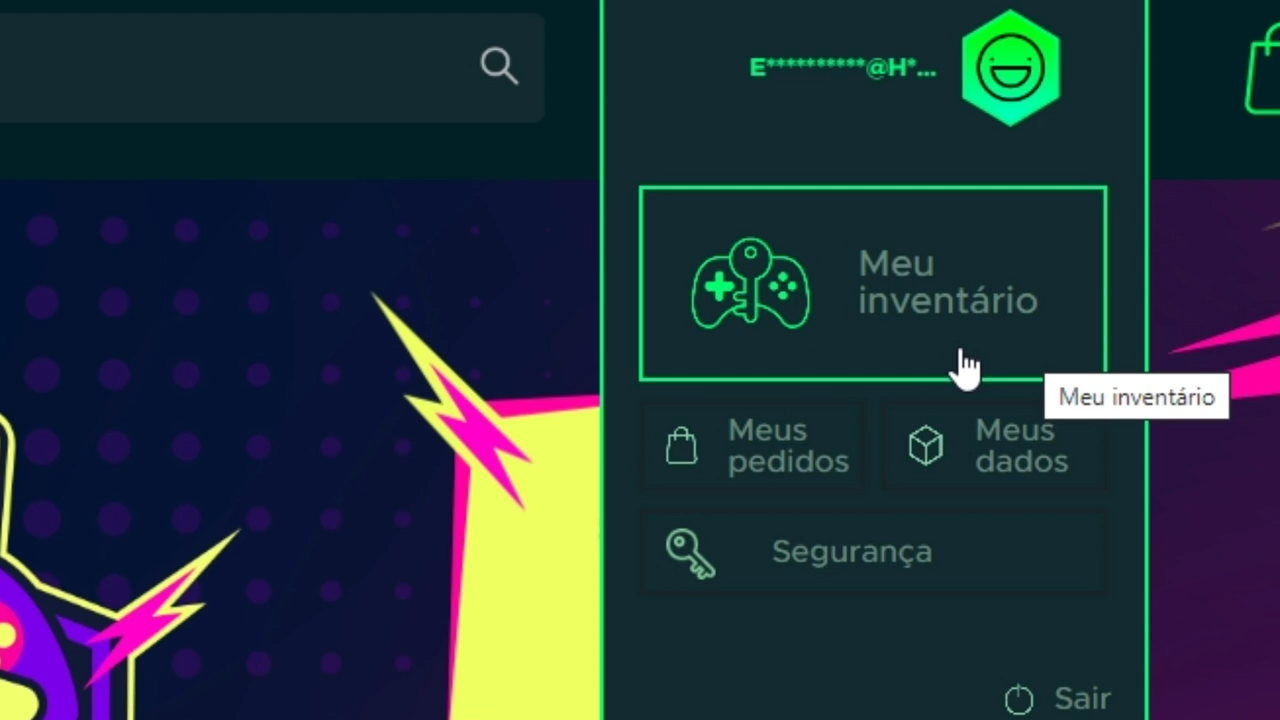 E**********@H*...
Meu
inventário
Meu inventário
Meus
pedidos
Meus
dados
Segurança
Sair